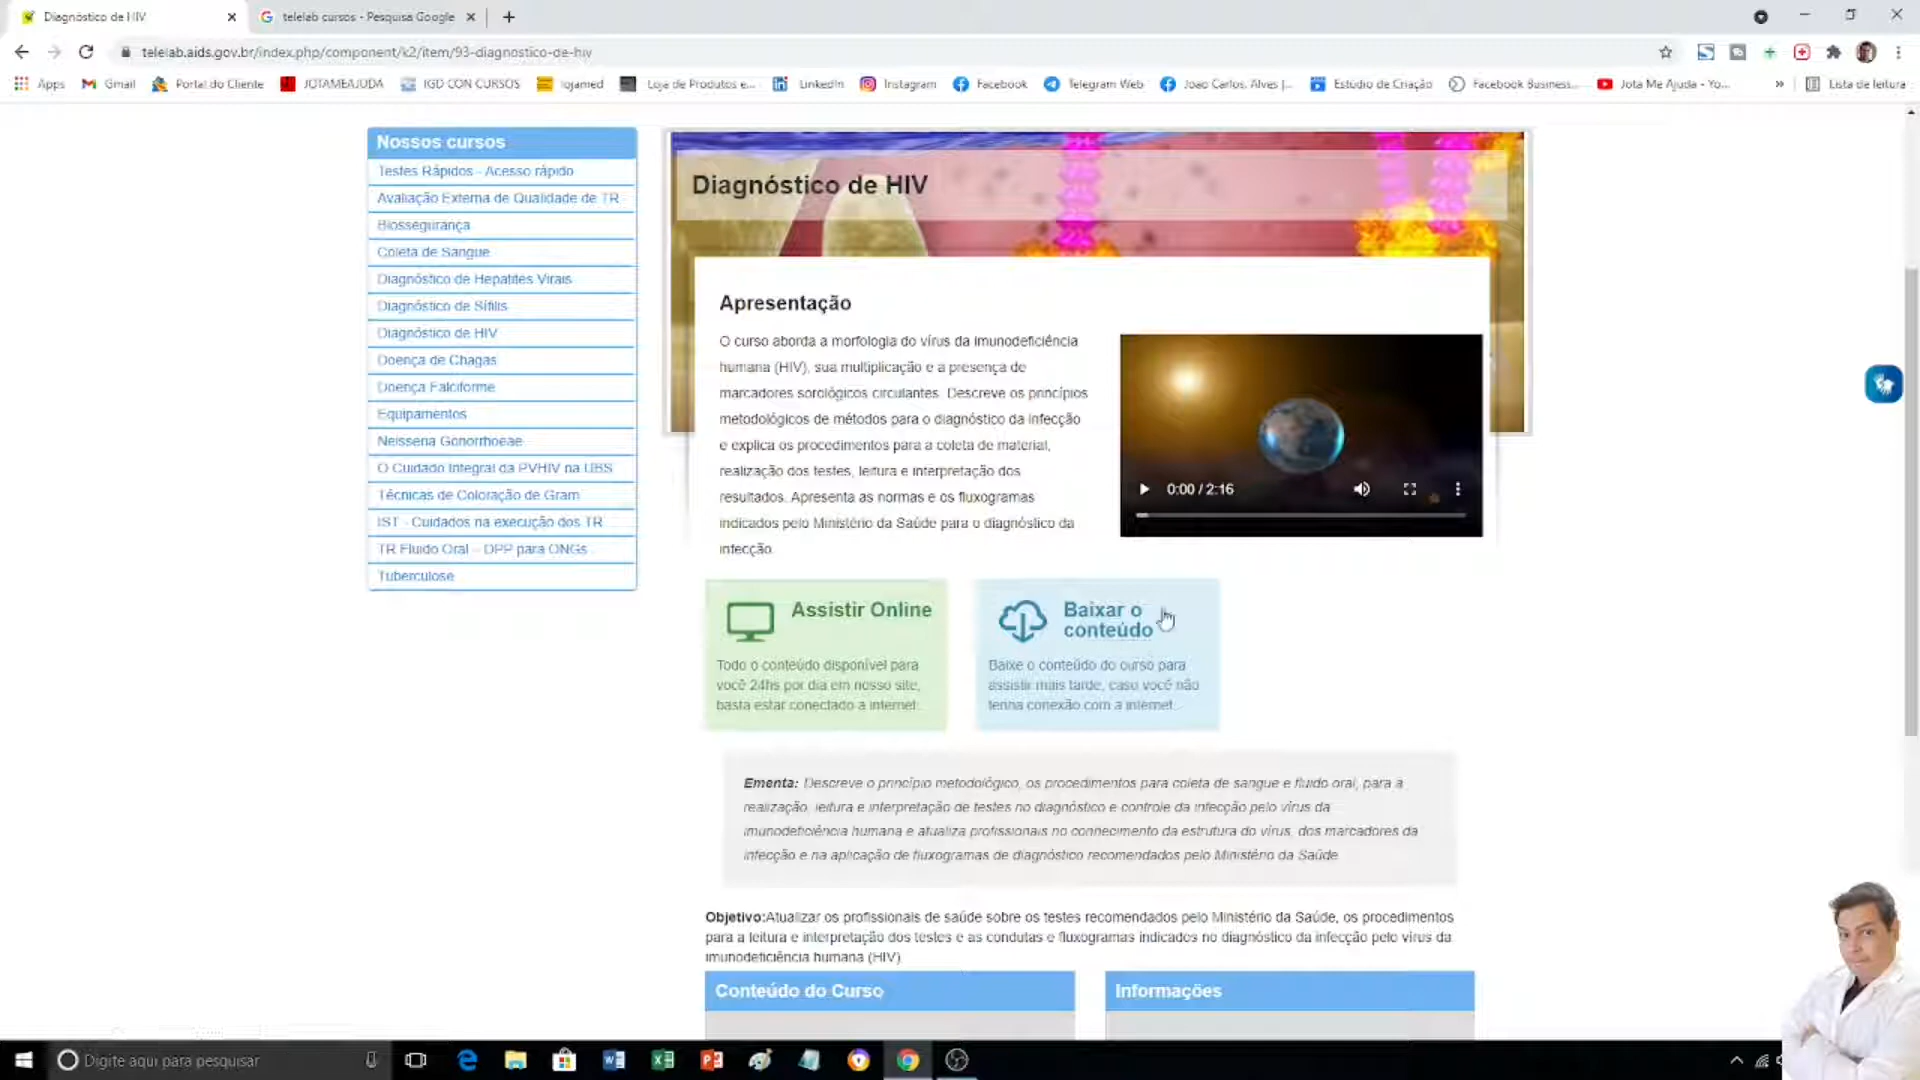 Diagnóstico de HIV
telelab cursos - Pesquisa Google
telelab.aids.gov.br/index.php/component/k2/item/93-diagnostico-de-hiv
Apps
Gmail
Portal do Cliente
JOTAMEAJUDA
IGD CON CURSOS
lojamed
Loja de Produtos e...
LinkedIn
Instagram
Facebook
Telegram Web
Joao Carlos. Alves |...
Estúdio de Criação
Facebook Business...
Jota Me Ajuda - Yo...
»
Lista de leitura
Nossos cursos
Testes Rápidos - Acesso rápido
Avaliação Externa de Qualidade de TR -
Biossegurança
Coleta de Sangue
Diagnóstico de Hepatites Virais
Diagnóstico de Sífilis
Diagnóstico de HIV
Doença de Chagas
Doença Falciforme
Equipamentos
Neisseria Gonorrhoeae
O Cuidado Integral da PVHIV na UBS
Técnicas de Coloração de Gram
IST - Cuidados na execução dos TR
TR Fluido Oral – DPP para ONGs
Tuberculose
Diagnóstico de HIV
Apresentação
O curso aborda a morfologia do vírus da imunodeficiência
humana (HIV), sua multiplicação e a presença de
marcadores sorológicos circulantes. Descreve os princípios
metodológicos de métodos para o diagnóstico da infecção
e explica os procedimentos para a coleta de material,
realização dos testes, leitura e interpretação dos
resultados. Apresenta as normas e os fluxogramas
indicados pelo Ministério da Saúde para o diagnóstico da
infecção.
0:00 / 2:16
Assistir Online
Todo o conteúdo disponível para
você 24hs por dia em nosso site,
basta estar conectado a internet.
Baixar o
conteúdo
Baixe o conteúdo do curso para
assistir mais tarde, caso você não
tenha conexão com a internet.
Ementa: Descreve o princípio metodológico, os procedimentos para coleta de sangue e fluido oral, para a
realização, leitura e interpretação de testes no diagnóstico e controle da infecção pelo vírus da
imunodeficiência humana e atualiza profissionais no conhecimento da estrutura do vírus, dos marcadores da
infecção e na aplicação de fluxogramas de diagnóstico recomendados pelo Ministério da Saúde.
Objetivo:Atualizar os profissionais de saúde sobre os testes recomendados pelo Ministério da Saúde, os procedimentos
para a leitura e interpretação dos testes e as condutas e fluxogramas indicados no diagnóstico da infecção pelo vírus da
imunodeficiência humana (HIV)
Conteúdo do Curso
Informações
Digite aqui para pesquisar